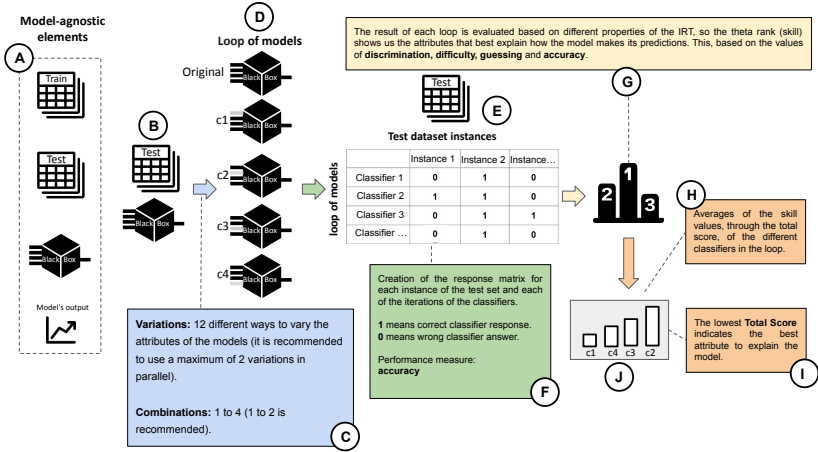 Model-agnostic
elements
A
Train
Test
Model's output
B
Test
Black Box
D
Loop of models
Original
Black Box
c1
Black Box
c2
Black Box
c3
Black Box
c4
Black Box
Variations: 12 different ways to vary the
attributes of the models (it is recommended
to use a maximum of 2 variations in
parallel).
Combinations: 1 to 4 (1 to 2 is
recommended).
C
The result of each loop is evaluated based on different properties of the IRT, so the theta rank (skill)
shows us the attributes that best explain how the model makes its predictions. This, based on the values
of discrimination, difficulty, guessing and accuracy.
Test
E
Test dataset instances
loop of models
Instance 1 Instance 2 Instance...
Classifier 1 0 1 0
Classifier 2 1 1 0
Classifier 3 0 1 1
Classifier ... 0 1 0
Creation of the response matrix for
each instance of the test set and each
of the iterations of the classifiers.
1 means correct classifier response.
0 means wrong classifier answer.
Performance measure:
accuracy
F
G
2 1 3
H
Averages of the skill
values, through the total
score, of the different
classifiers in the loop.
c1 c4 c3 c2
J
The lowest Total Score
indicates the best
attribute to explain the
model.
I
Black Box